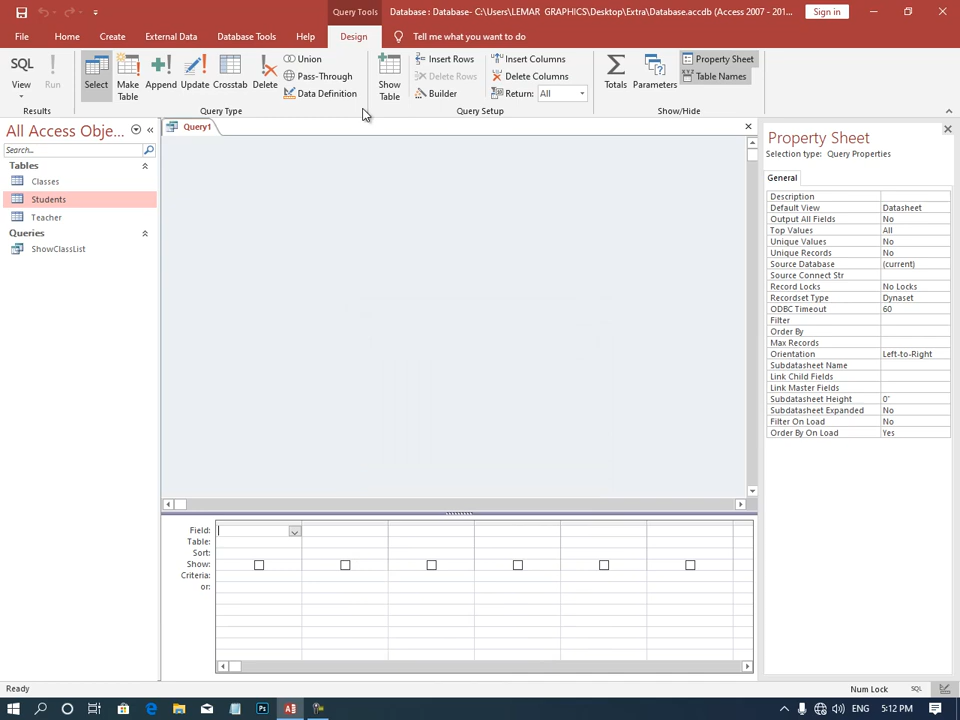 Query Tools
Database : Database- C:\Users\LEMAR GRAPHICS\Desktop\Extra\Database.accdb (Access 2007 - 201...
Sign in
File Home Create External Data Database Tools Help Design Tell me what you want to do
SQL
View
Run
Results
Select
Make
Table
Append
Update
Crosstab
Delete
Union
Pass-Through
Data Definition
Query Type
Show
Table
Insert Rows
Delete Rows
Builder
Insert Columns
Delete Columns
Return: All
Query Setup
Totals
Parameters
Property Sheet
XYZ Table Names
Show/Hide
All Access Obje...
Search...
Tables
Classes
Students
Teacher
Queries
ShowClassList
Query1
Field:
Table:
Sort:
Show:
Criteria:
or:
Property Sheet
Selection type: Query Properties
General
Description
Default View Datasheet
Output All Fields No
Top Values All
Unique Values No
Unique Records No
Source Database (current)
Source Connect Str
Record Locks No Locks
Recordset Type Dynaset
ODBC Timeout 60
Filter
Order By
Max Records
Orientation Left-to-Right
Subdatasheet Name
Link Child Fields
Link Master Fields
Subdatasheet Height 0"
Subdatasheet Expanded No
Filter On Load No
Order By On Load Yes
Ready
Num Lock
SQL
ENG
5:12 PM